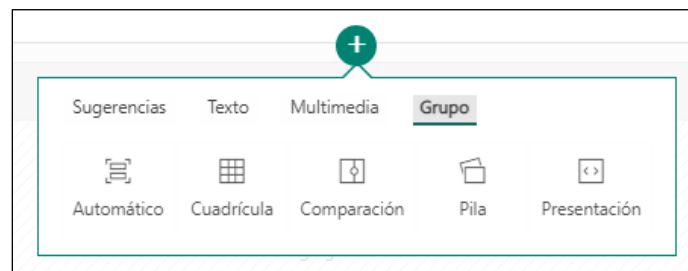 Sugerencias Texto Multimedia Grupo
Automático Cuadrícula Comparación Pila Presentación